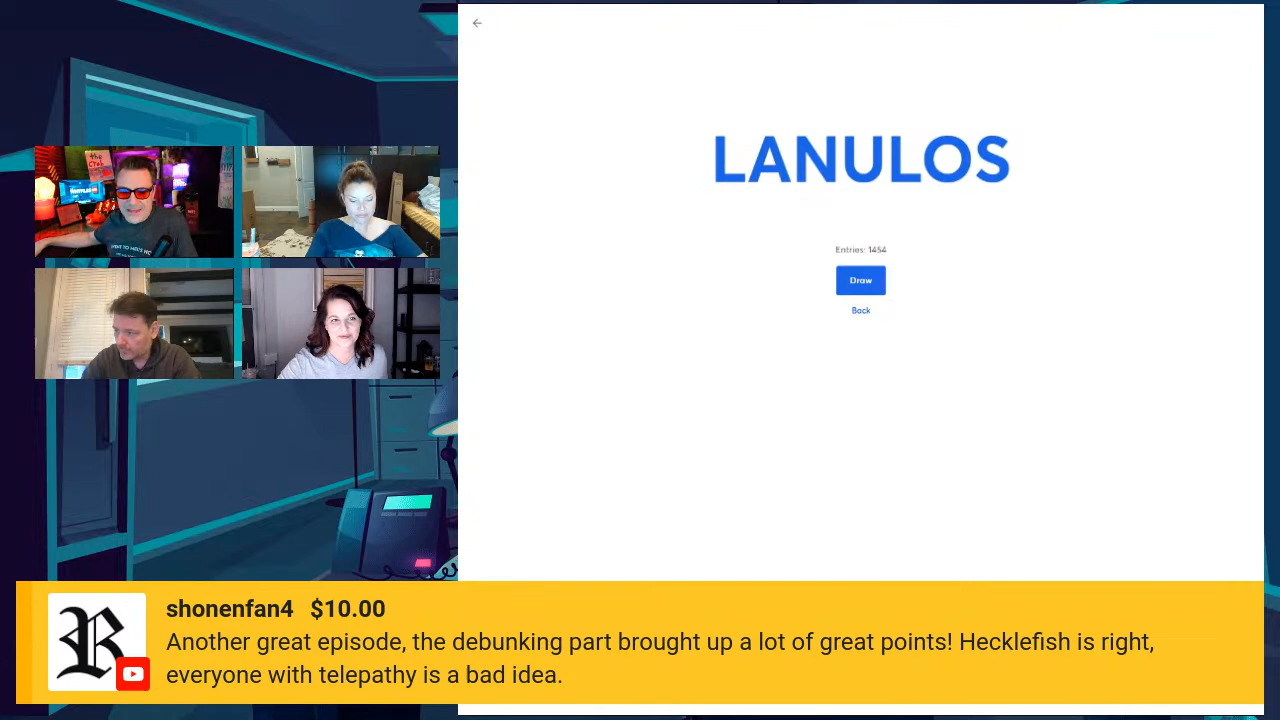 LANULOS
Entries: 1454
Draw
Back
the
shonenfan4 $10.00
Another great episode, the debunking part brought up a lot of great points! Hecklefish is right,
everyone with telepathy is a bad idea.